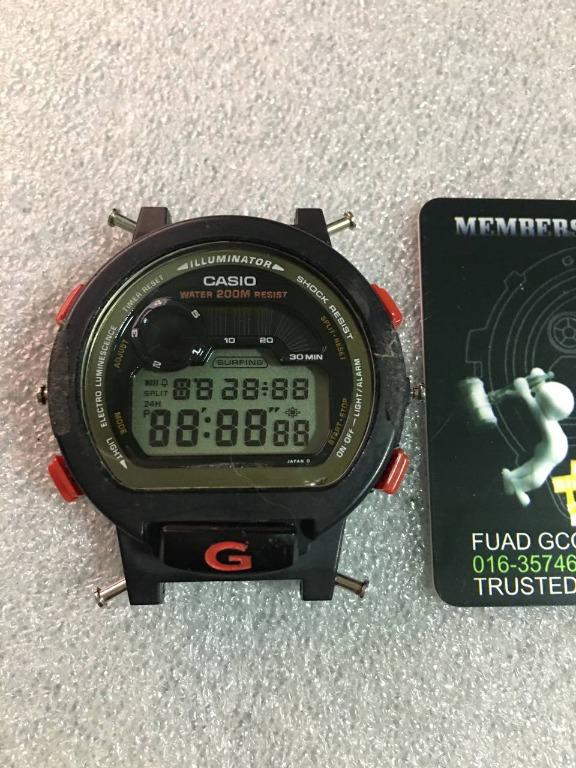 ILLUMINATOR
CASIO
WATER 200M RESIST
SHOCK RESIST
TIMER RESET
ADJUST
ELECTRO LUMINESCENCE
MODE
LIGHT
SPLIT·RESET
START·STOP
ON OFF — LIGHT/ALARM
10 20
30 MIN
SURFING
SPLIT 88 88:88
24H
P 88'88"88
JAPAN 0
G
MEMBERS
FUAD GCO
016-35746
TRUSTED